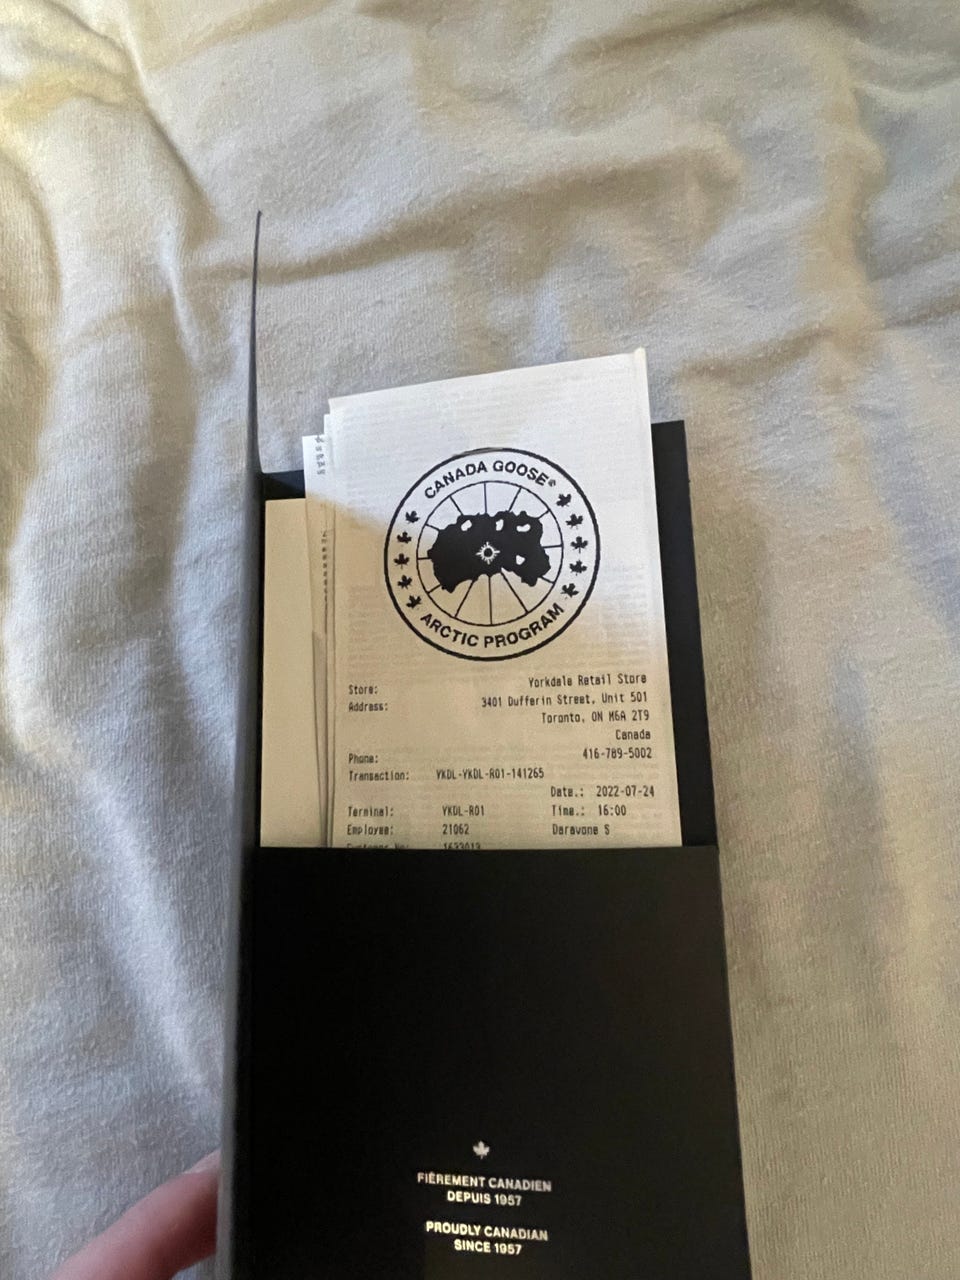 CANADA GOOSE®
ARCTIC PROGRAM
Store: Yorkdale Retail Store
Address: 3401 Dufferin Street, Unit 501
Toronto, ON M6A 2T9
Canada
Phone: 416-789-5002
Transaction: YKDL-YKDL-R01-141265
Date.: 2022-07-24
Terminal: YKDL-R01 Time.: 16:00
Employee: 21062 Daravone S
FIÈREMENT CANADIEN
DEPUIS 1957
PROUDLY CANADIAN
SINCE 1957